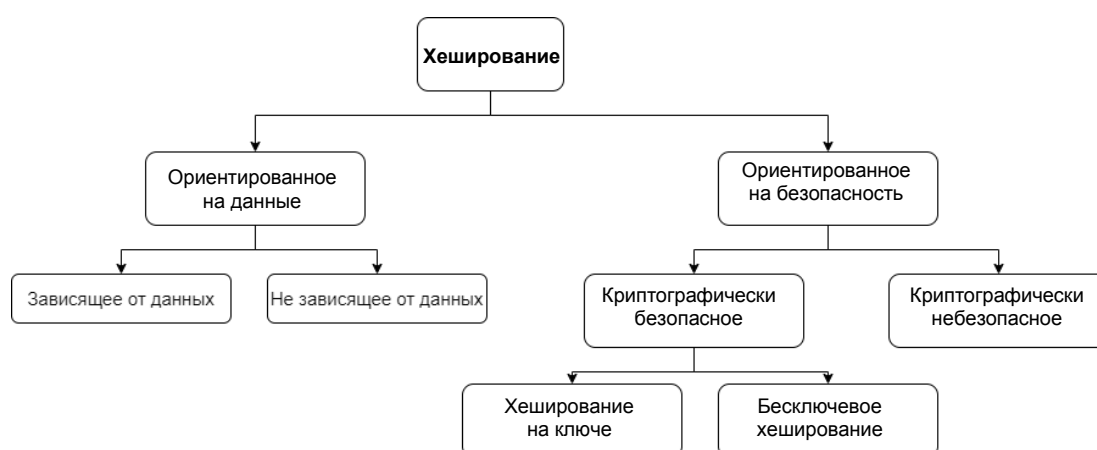 Хеширование
Ориентированное
на данные
Ориентированное
на безопасность
Зависящее от данных
Не зависящее от данных
Криптографически
безопасное
Криптографически
небезопасное
Хеширование
на ключе
Бесключевое
хеширование